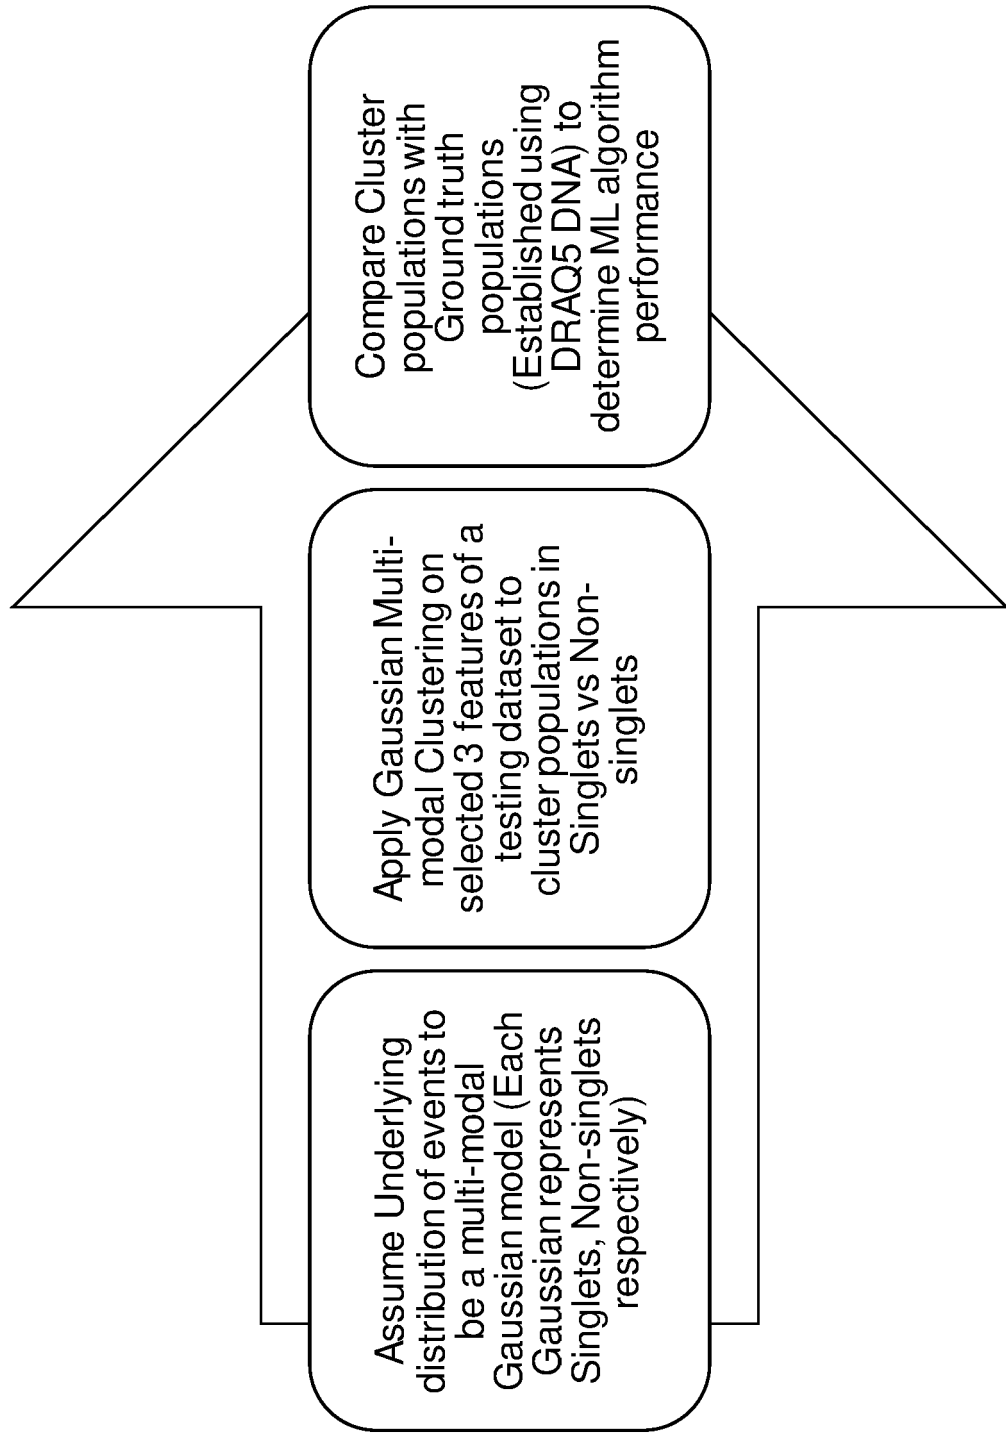 Assume Underlying
distribution of events to
be a multi-modal
Gaussian model (Each
Gaussian represents
Singlets, Non-singlets
respectively)
Apply Gaussian Multi-
modal Clustering on
selected 3 features of a
testing dataset to
cluster populations in
Singlets vs Non-
singlets
Compare Cluster
populations with
Ground truth
populations
(Established using
DRAQ5 DNA) to
determine ML algorithm
performance